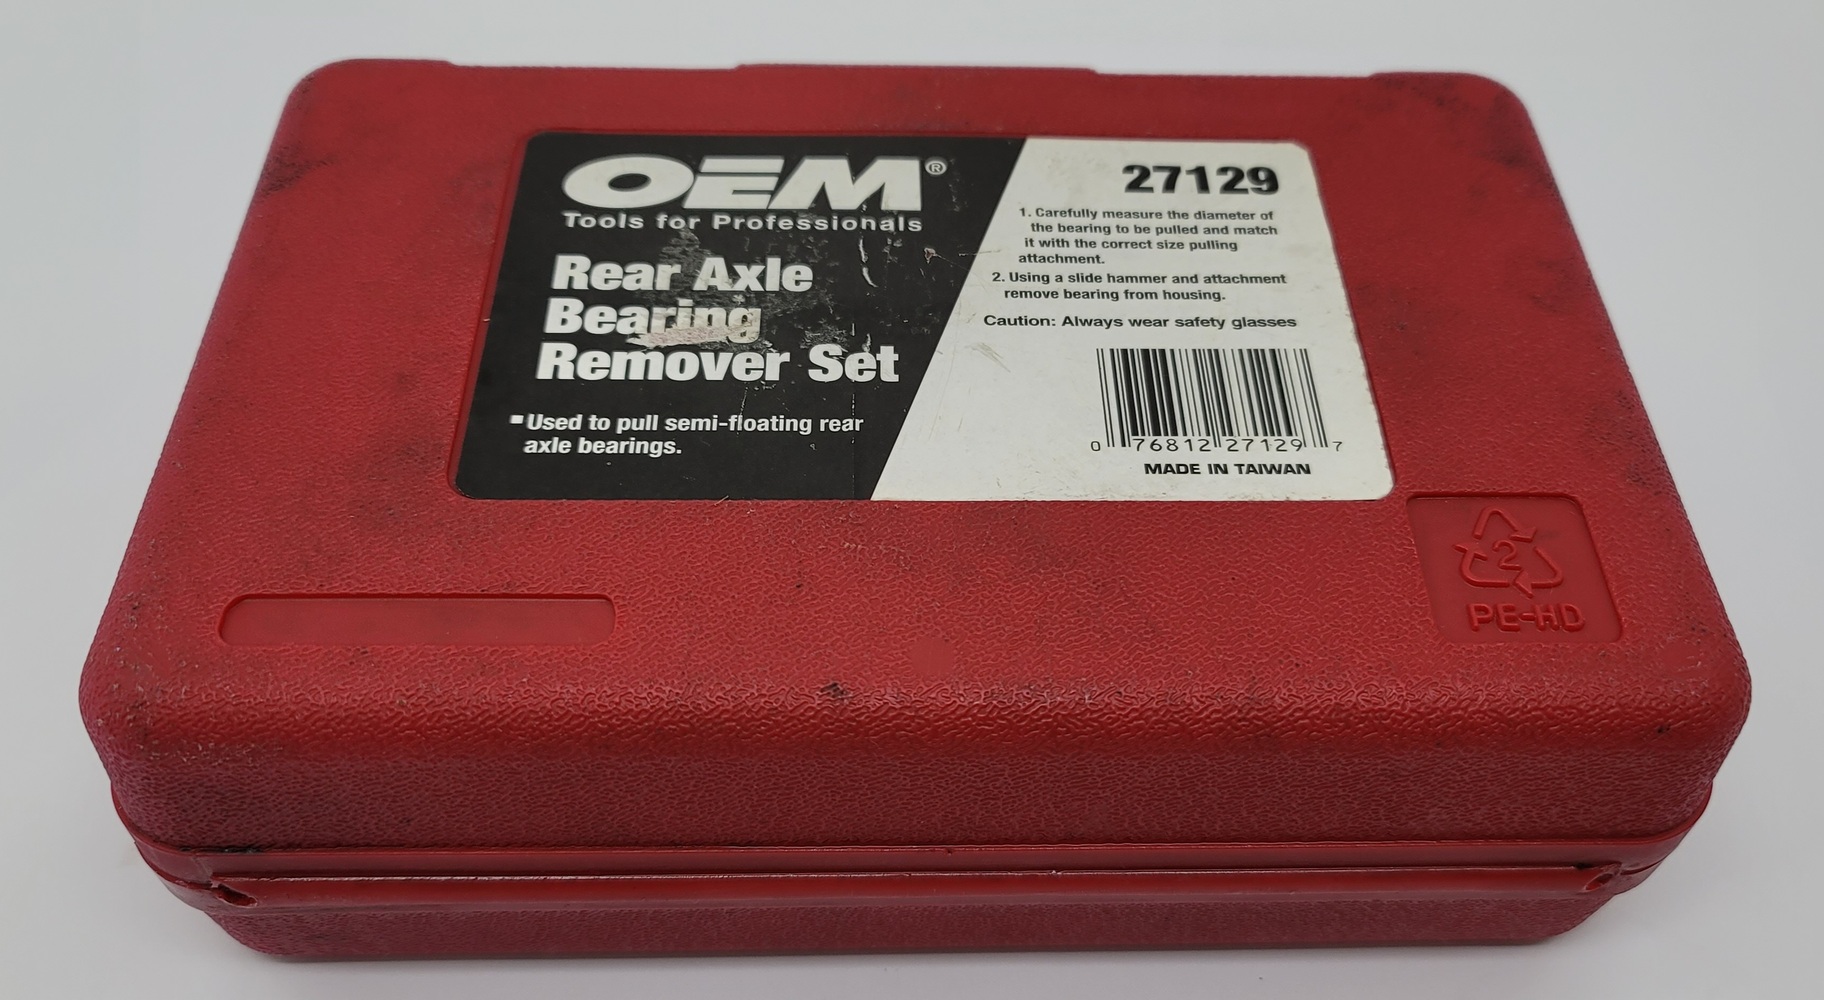 OEM®
Tools for Professionals
Rear Axle
Bearing
Remover Set
▪ Used to pull semi-floating rear
axle bearings.
27129
1. Carefully measure the diameter of
the bearing to be pulled and match
it with the correct size pulling
attachment.
2. Using a slide hammer and attachment
remove bearing from housing.
Caution: Always wear safety glasses
0 76812 27129 7
MADE IN TAIWAN
2
PE-HD